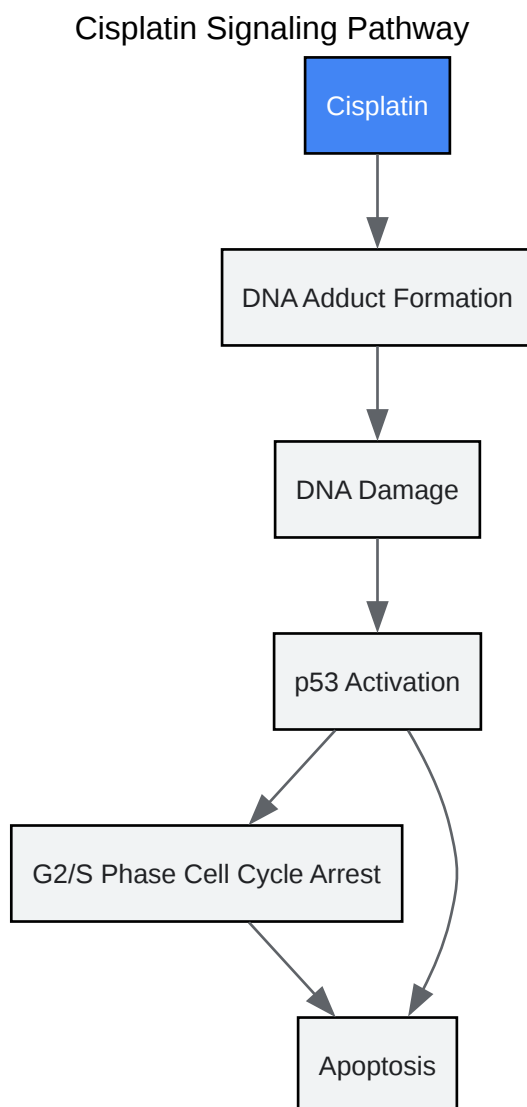 Cisplatin Signaling Pathway
Cisplatin
DNA Adduct Formation
DNA Damage
p53 Activation
G2/S Phase Cell Cycle Arrest
Apoptosis